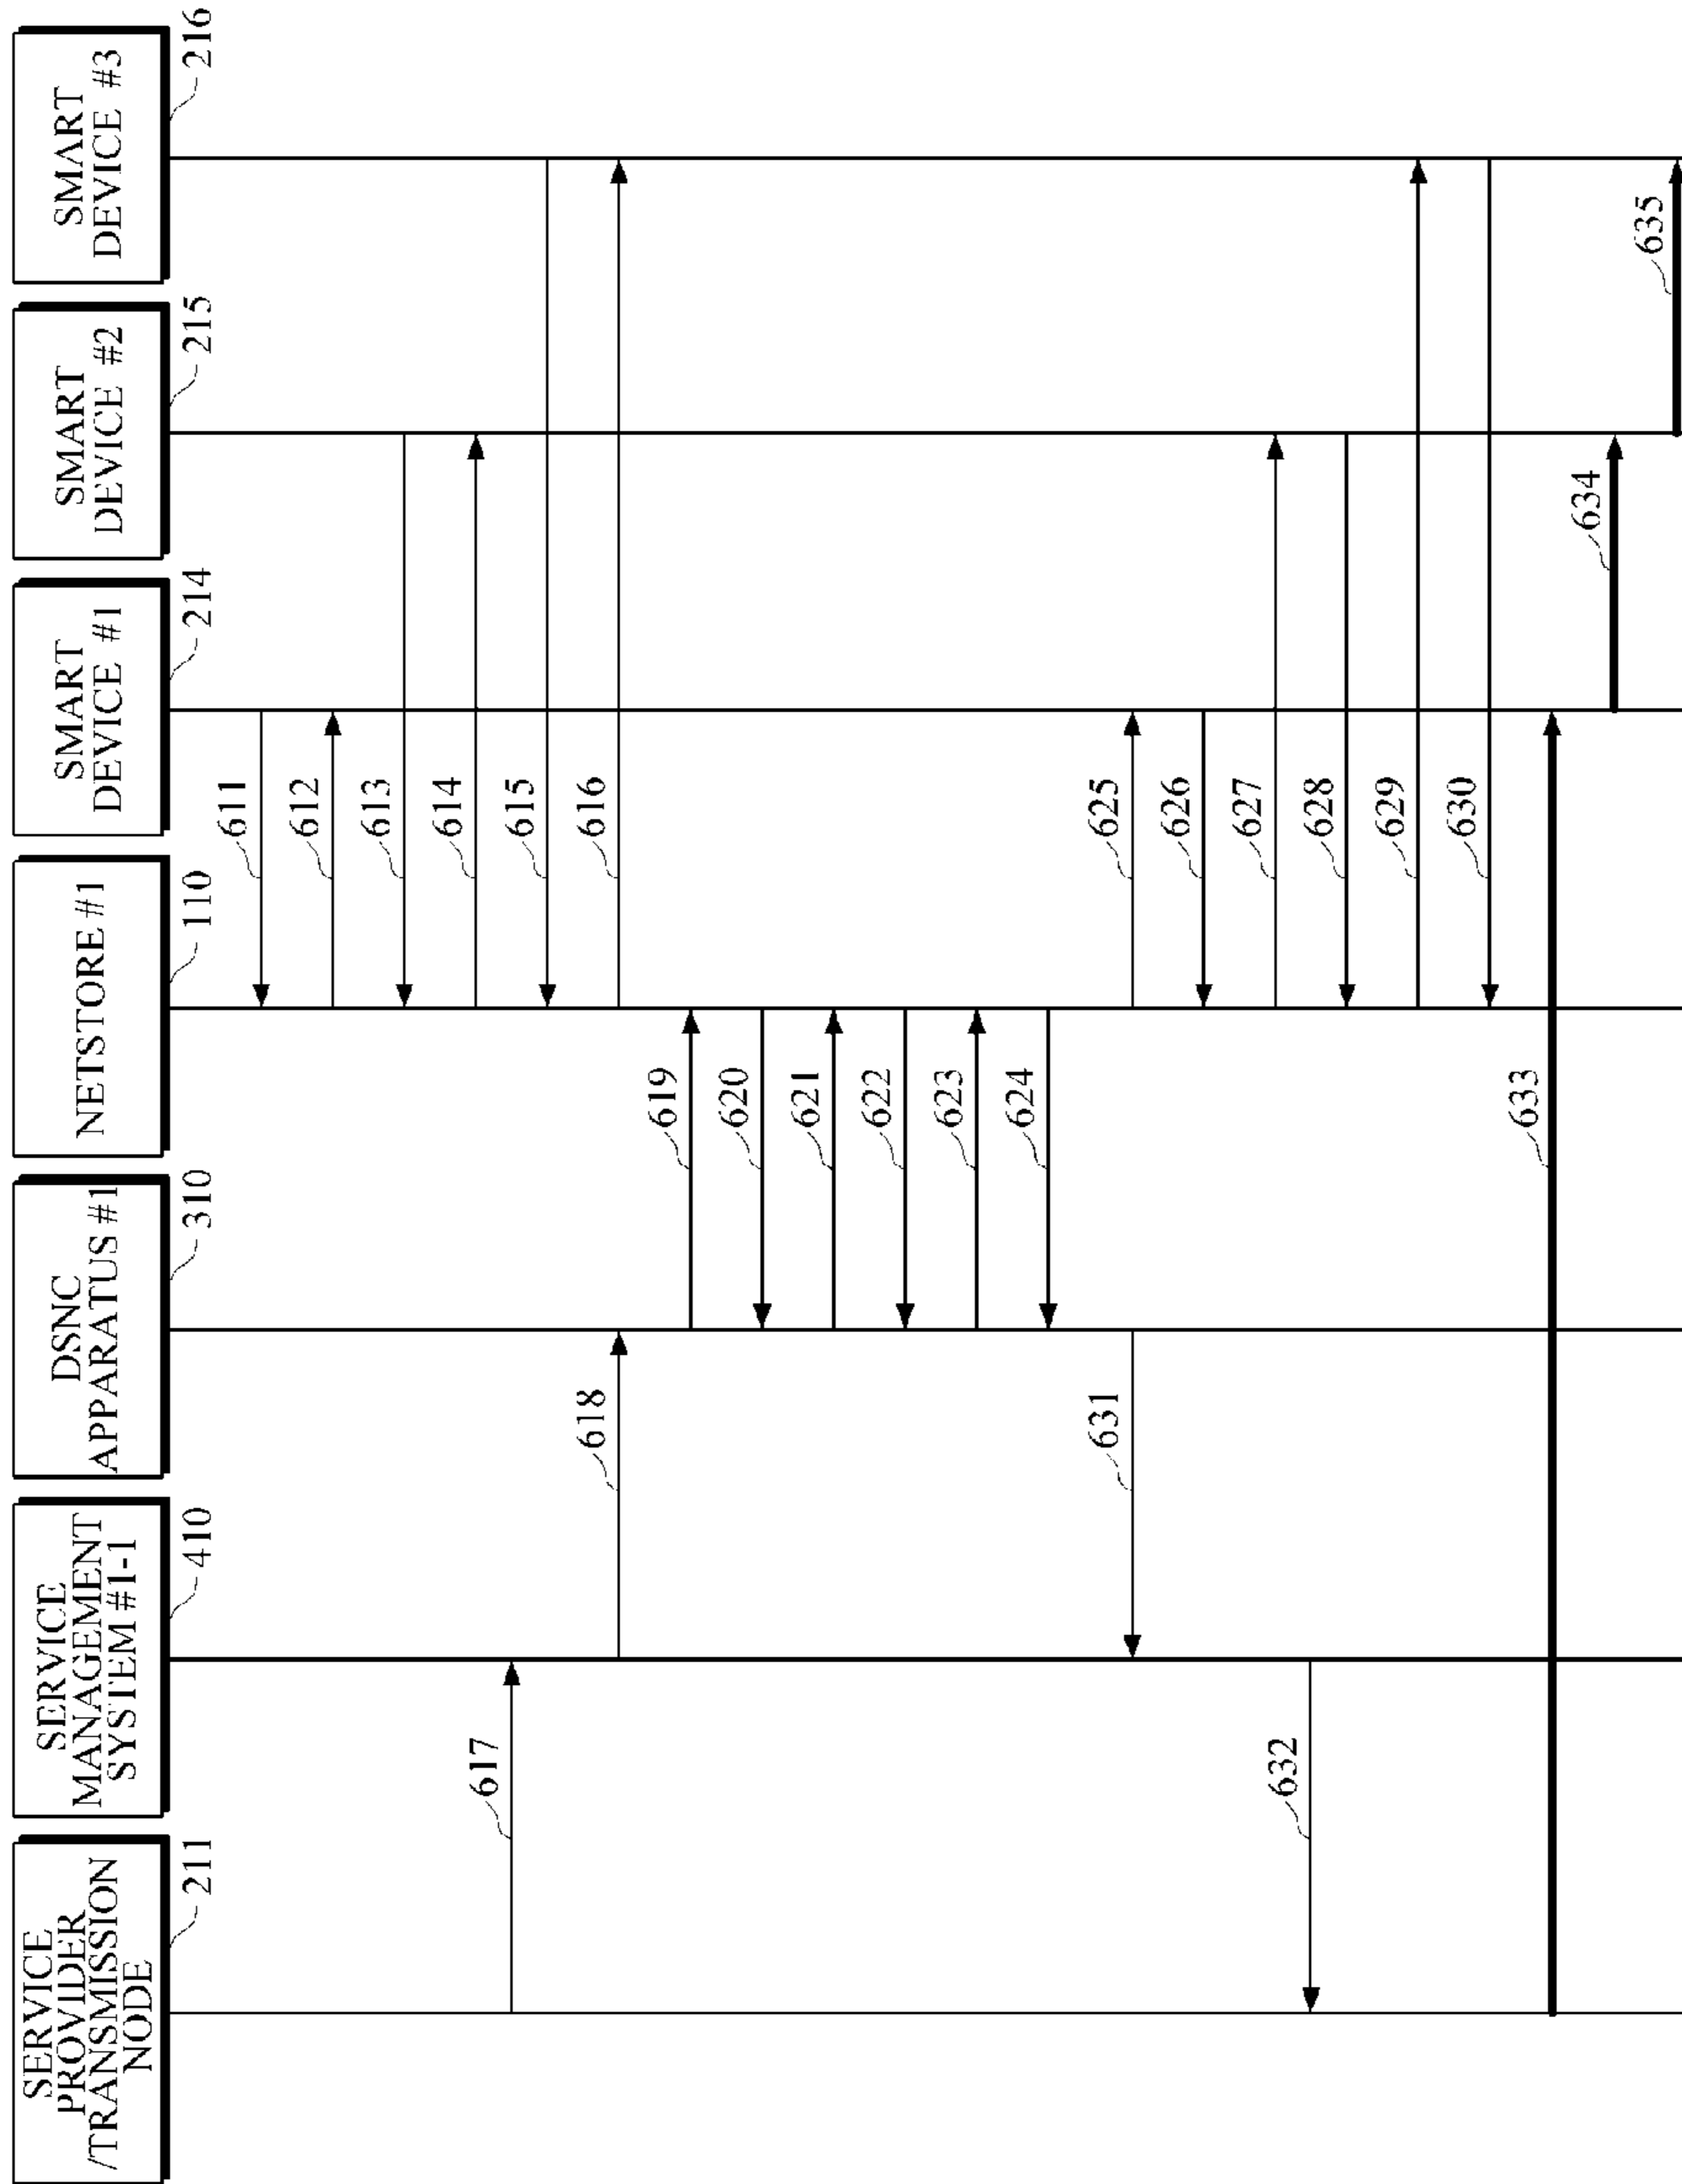 SERVICE
PROVIDER
/TRANSMISSION
NODE
211
SERVICE
MANAGEMENT
SYSTEM #1-1
410
DSNC
APPARATUS #1
310
NETSTORE #1
110
SMART
DEVICE #1
214
SMART
DEVICE #2
215
SMART
DEVICE #3
216
611
612
613
614
615
616
617
618
619
620
621
622
623
624
625
626
627
628
629
630
631
632
633
634
635